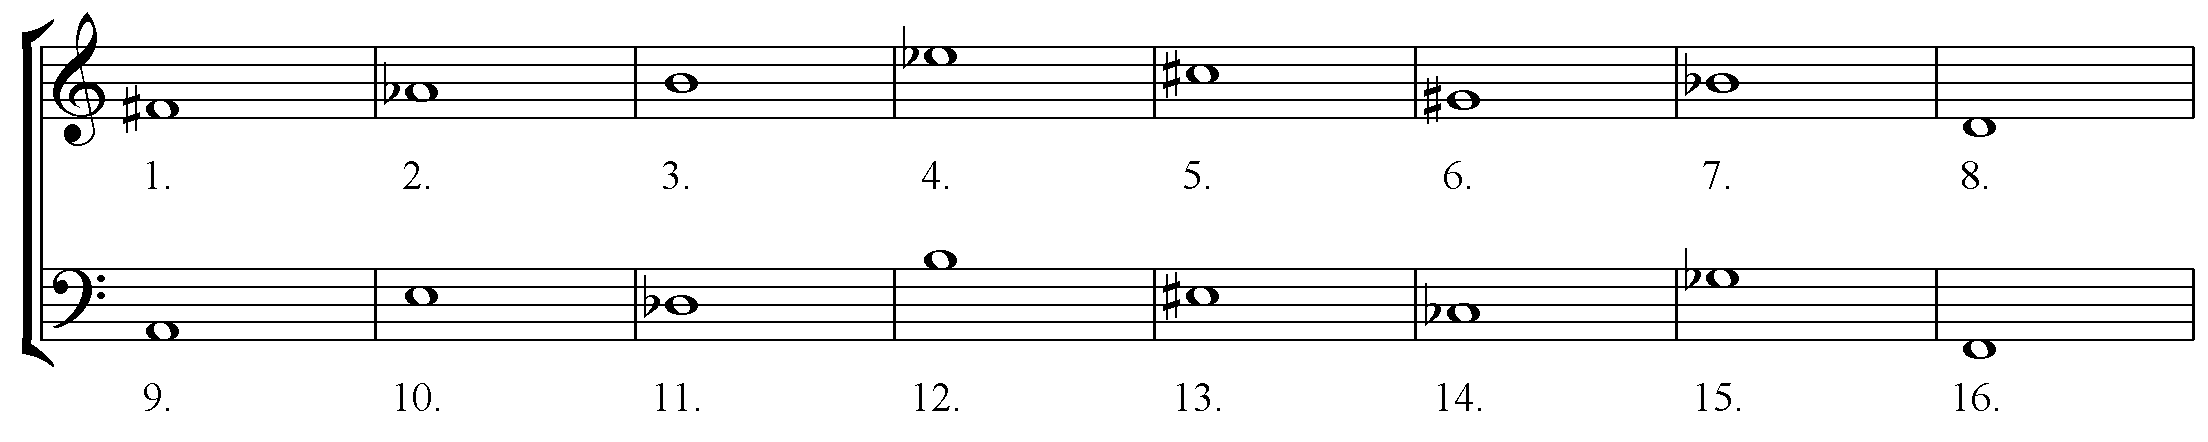 1. 2. 3. 4. 5. 6. 7. 8.
9. 10. 11. 12. 13. 14. 15. 16.